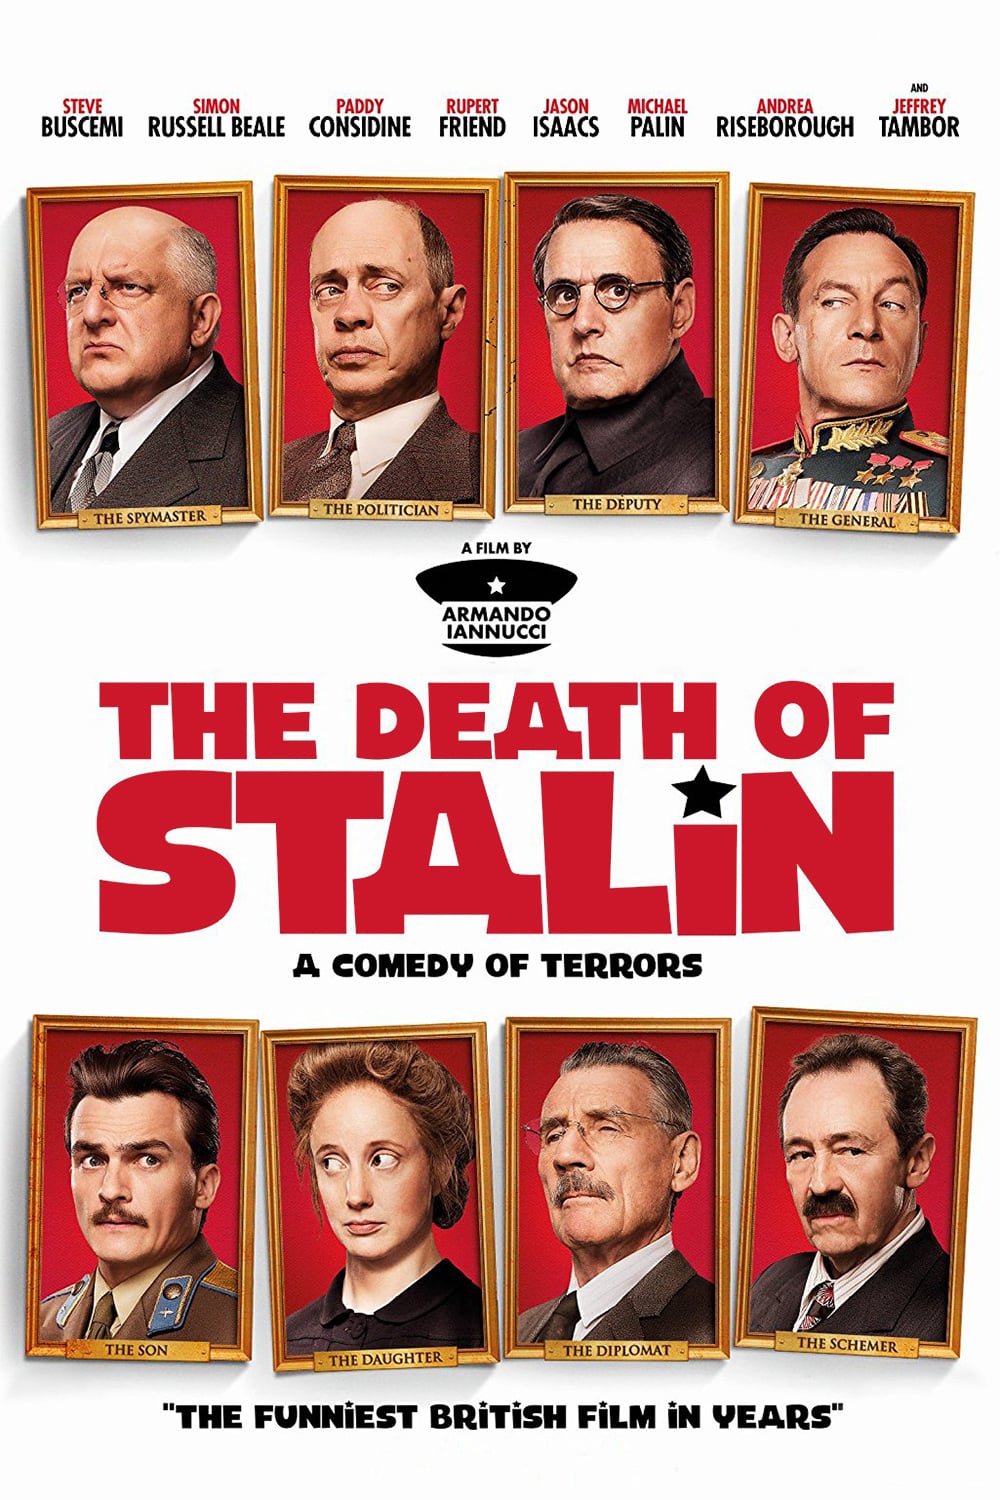 STEVE BUSCEMI
SIMON RUSSELL BEALE
PADDY CONSIDINE
RUPERT FRIEND
JASON ISAACS
MICHAEL PALIN
ANDREA RISEBOROUGH
AND JEFFREY TAMBOR
THE SPYMASTER
THE POLITICIAN
THE DEPUTY
THE GENERAL
A FILM BY
ARMANDO
IANNUCCI
THE DEATH OF
STALiN
A COMEDY OF TERRORS
THE SON
THE DAUGHTER
THE DIPLOMAT
THE SCHEMER
"THE FUNNiEST BRiTiSH FiLM iN YEARS"